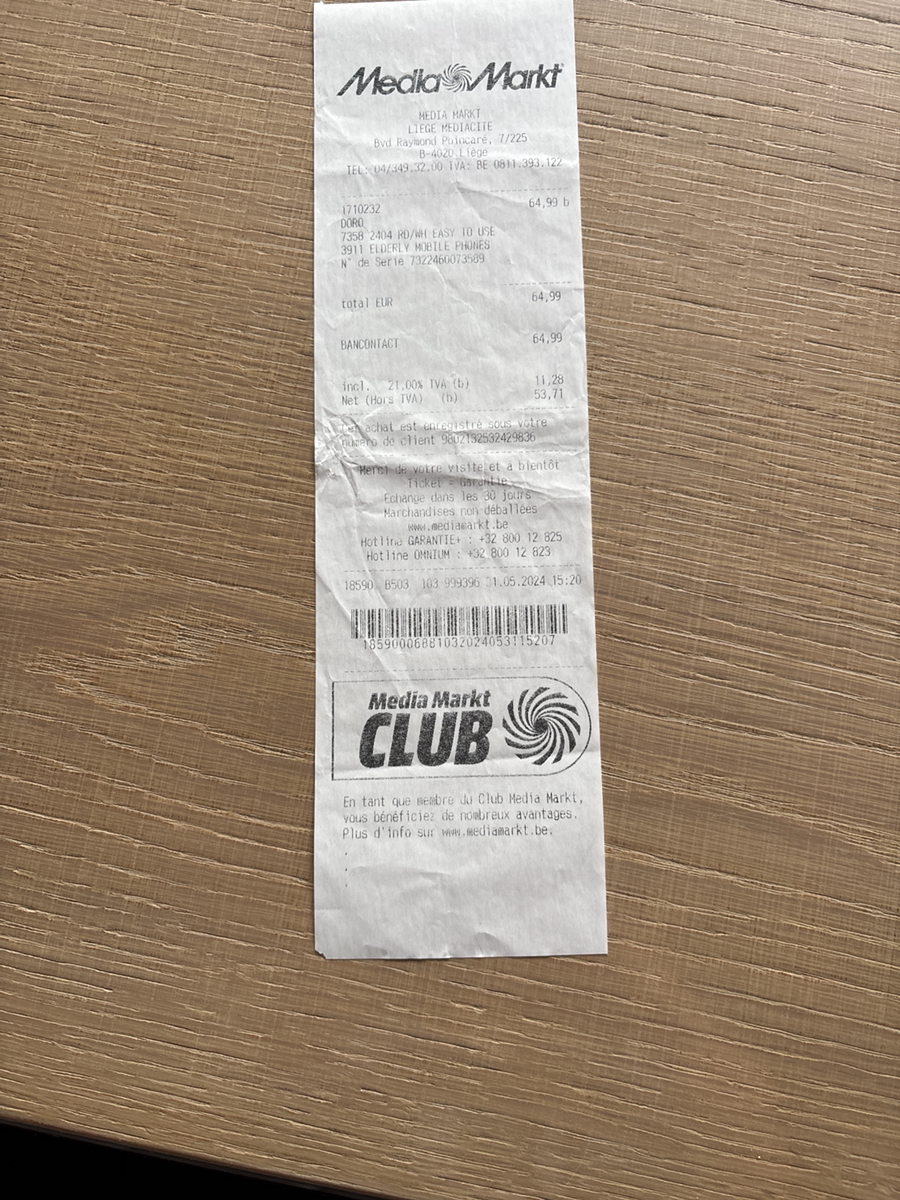 Media Markt
MEDIA MARKT
LIEGE MEDIACITE
Bvd Raymond Poincaré, 7/225
B-4020 Liège
TEL: 04/349.32.00 TVA: BE 0811.393.122
1710232 64,99 b
DORO
7358 2404 RD/WH EASY TO USE
3911 ELDERLY MOBILE PHONES
N° de Serie 7322460073589
total EUR 64,99
BANCONTACT 64,99
incl. 21,00% TVA (b) 11,28
Net (Hors TVA) (b) 53,71
achat est enregistré sous votre
numéro de client 9802132532429836
Merci de votre visite et à bientôt
Ticket = Garantie
Echange dans les 30 jours
Marchandises non déballées
www.mediamarkt.be
Hotline GARANTIE+ : +32 800 12 825
Hotline OMNIUM : +32 800 12 823
18590 8503 103 999396 31.05.2024 15:20
Media Markt
CLUB
En tant que membre du Club Media Markt,
vous bénéficiez de nombreux avantages.
Plus d'info sur www.mediamarkt.be.